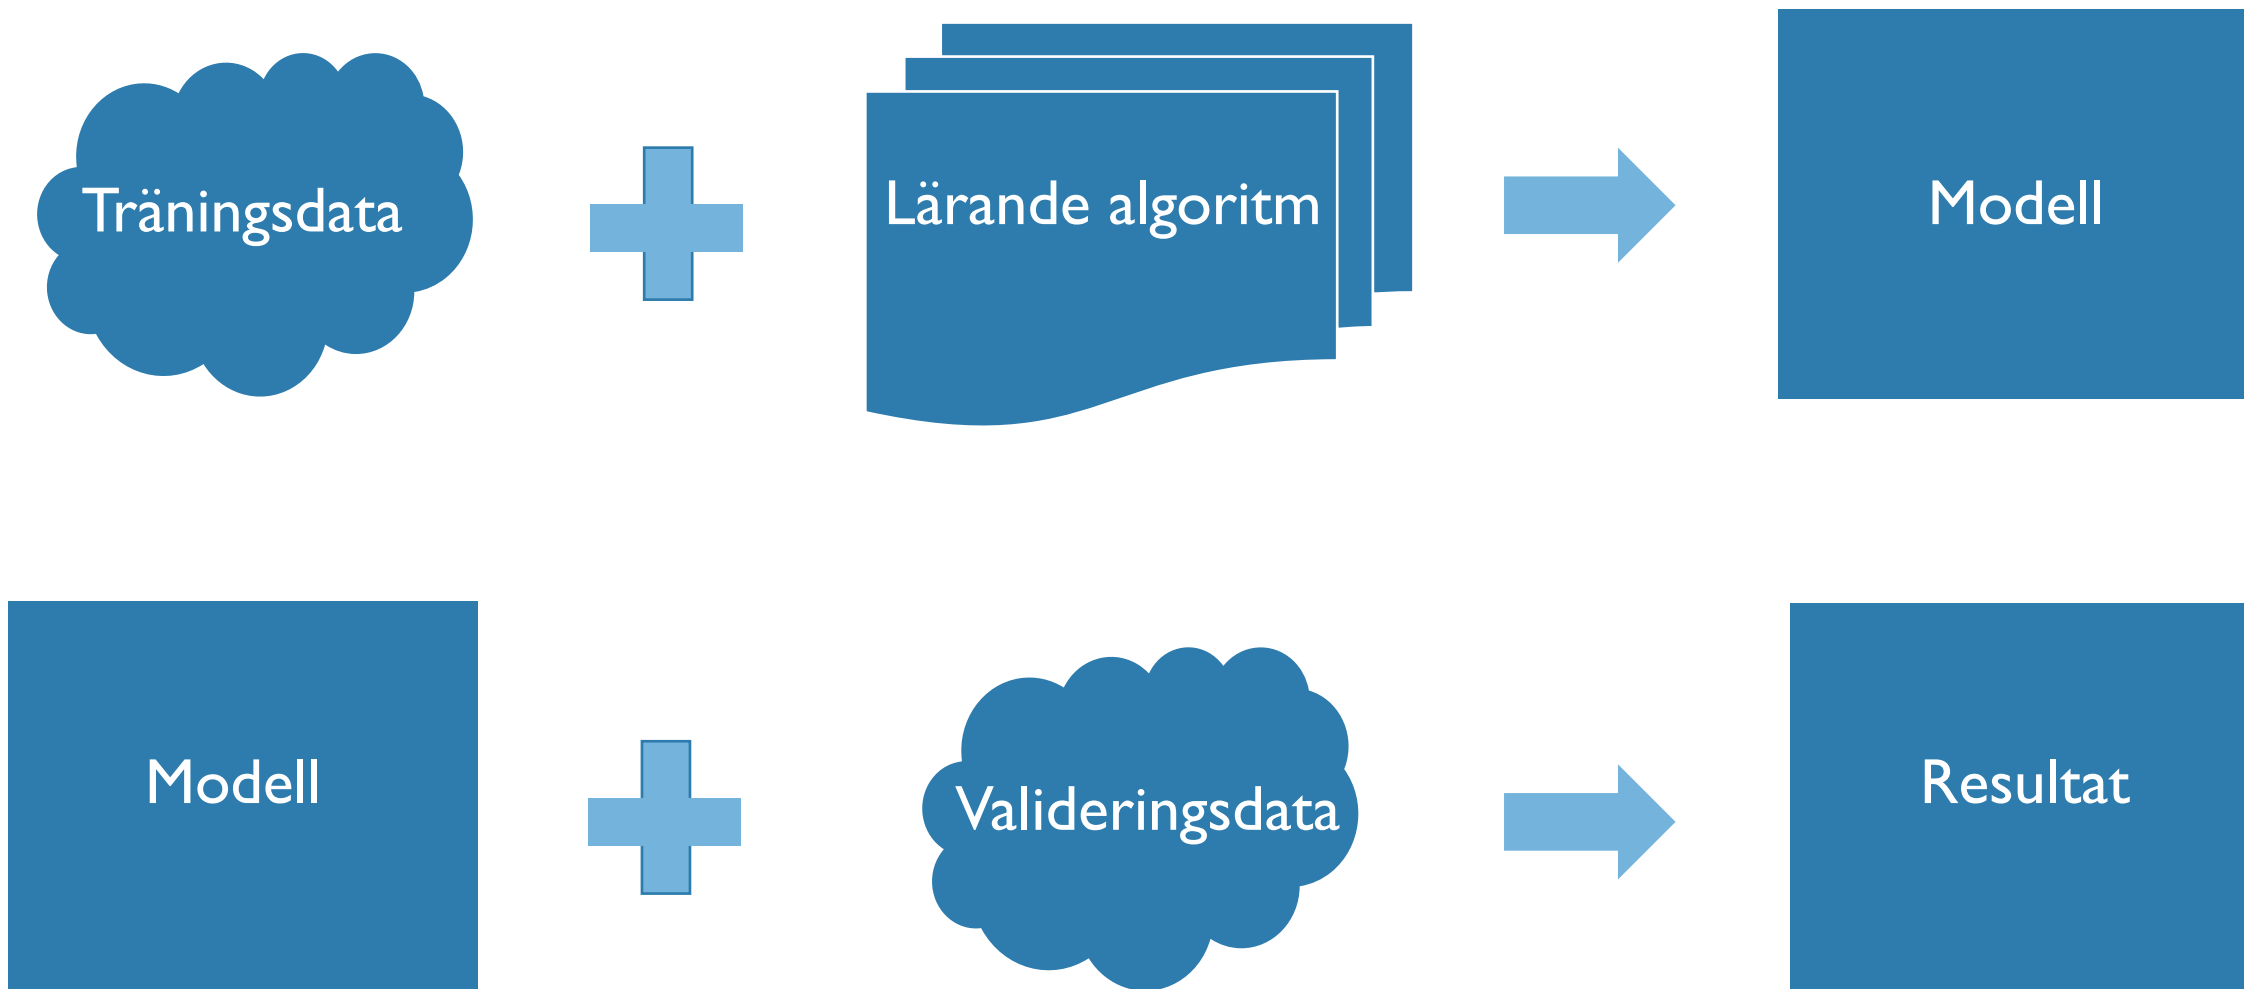 Träningsdata
Lärande algoritm
Modell
Modell
Valideringsdata
Resultat